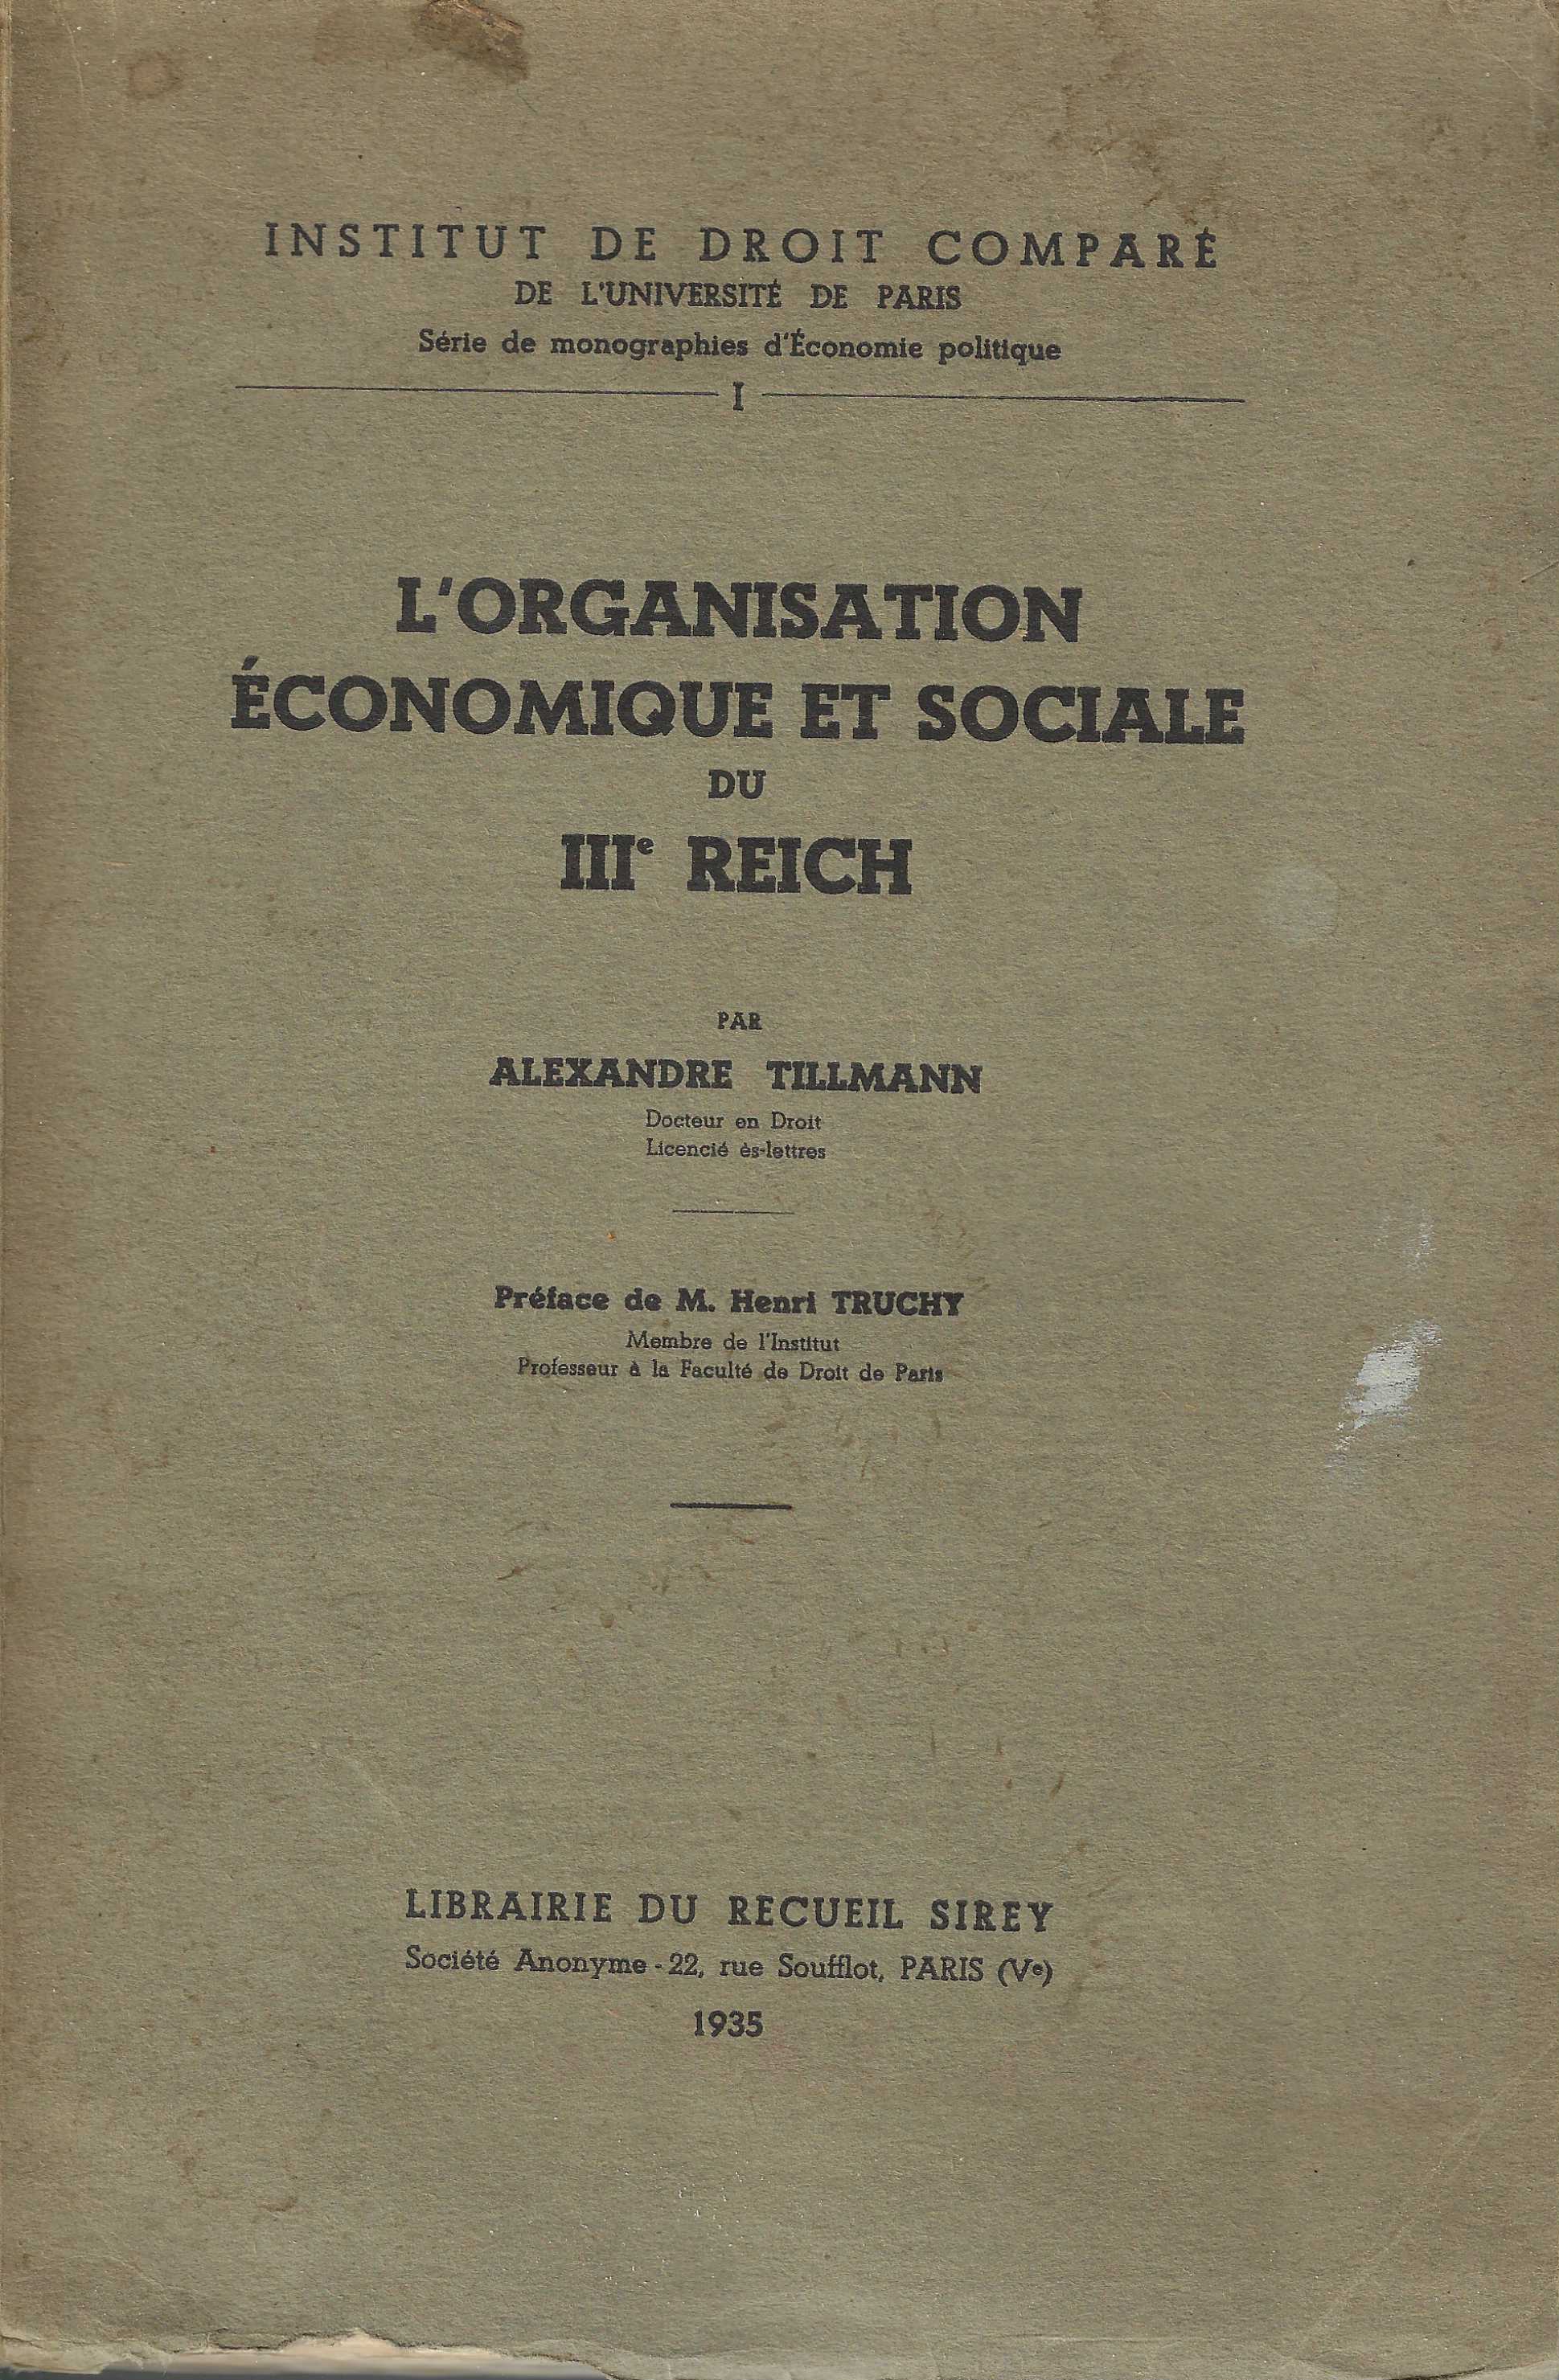 INSTITUT DE DROIT COMPARÉ
DE L'UNIVERSITÉ DE PARIS
Série de monographies d'Économie politique
I
L'ORGANISATION
ÉCONOMIQUE ET SOCIALE
DU
IIIe REICH
PAR
ALEXANDRE TILLMANN
Docteur en Droit
Licencié ès-lettres
Préface de M. Henri TRUCHY
Membre de l'Institut
Professeur à la Faculté de Droit de Paris
LIBRAIRIE DU RECUEIL SIREY
Société Anonyme - 22, rue Soufflot, PARIS (Ve)
1935